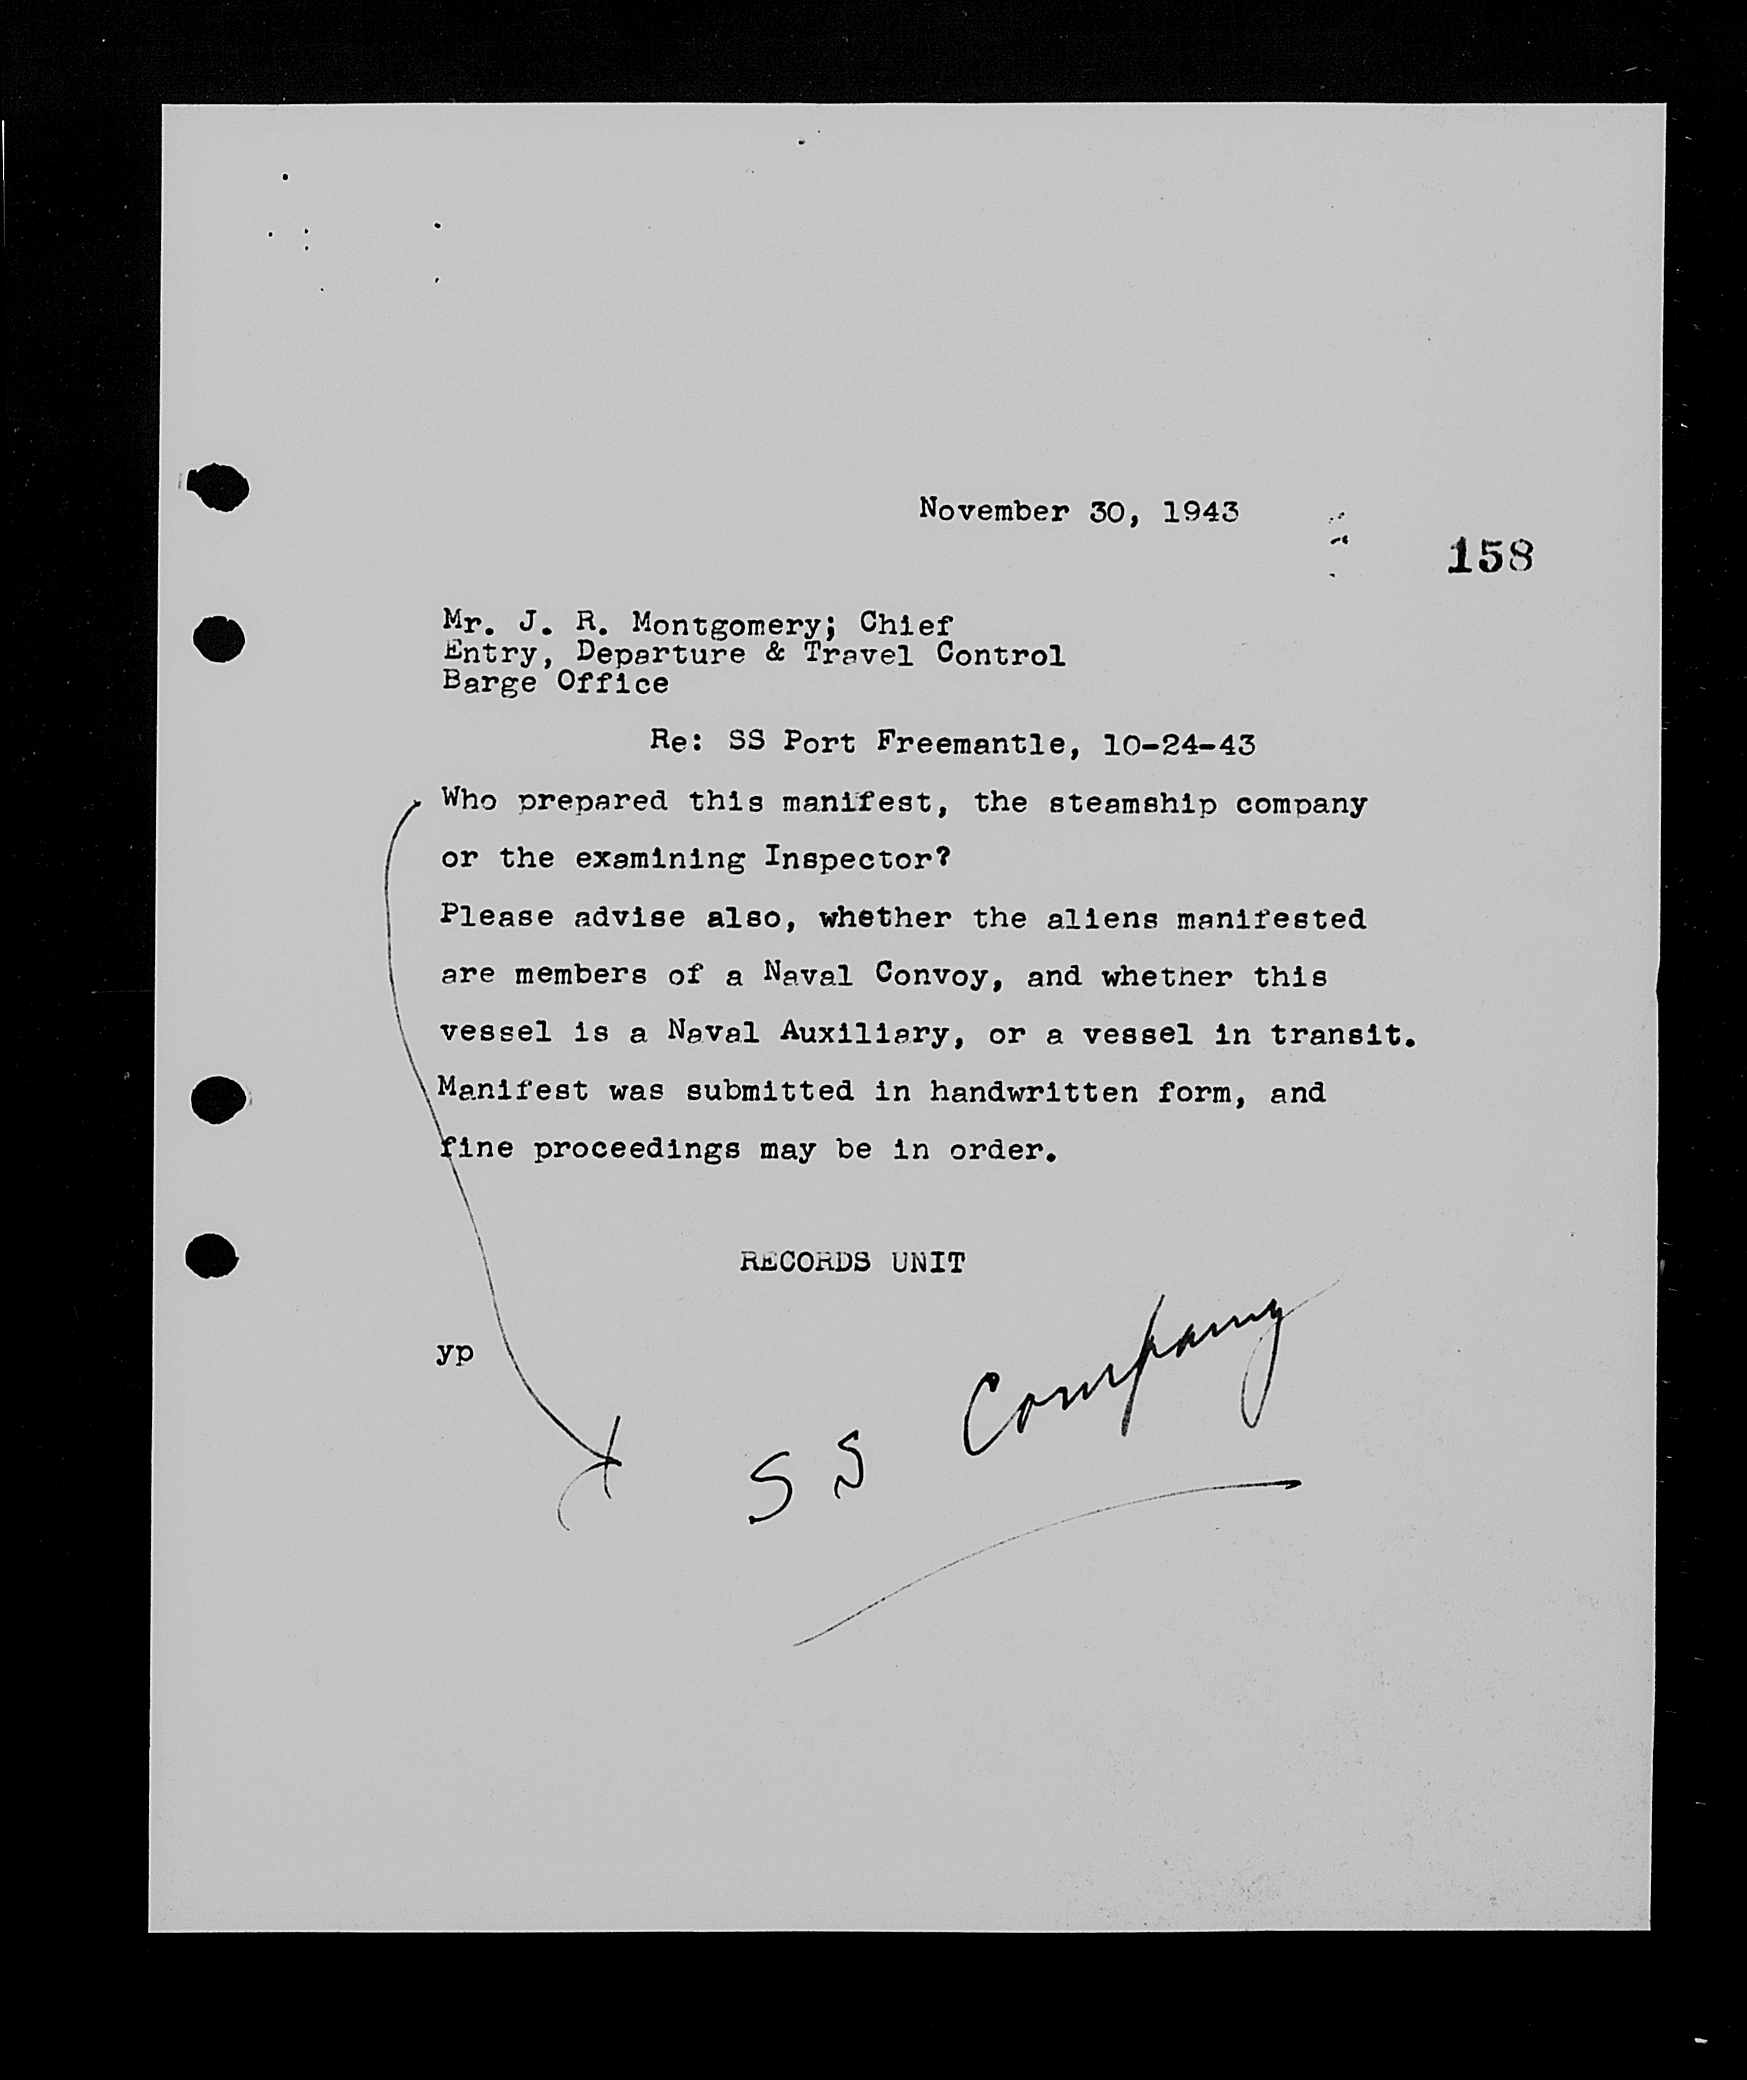 November 30, 1943
158
Mr. J. R. Montgomery; Chief
Entry, Departure & Travel Control
Barge Office
Re: SS Port Freemantle, 10-24-43
Who prepared this manifest, the steamship company
or the examining Inspector?
Please advise also, whether the aliens manifested
are members of a Naval Convoy, and whether this
vessel is a Naval Auxiliary, or a vessel in transit.
Manifest was submitted in handwritten form, and
fine proceedings may be in order.
RECORDS UNIT
yp
SS Company